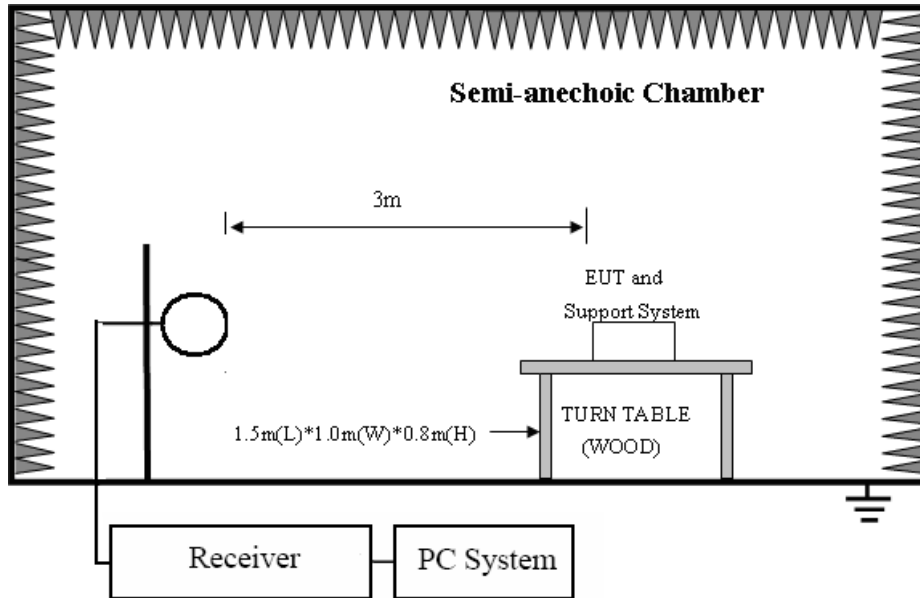 Semi-anechoic Chamber
3m
EUT and
Support System
1.5m(L)*1.0m(W)*0.8m(H)
TURN TABLE
(WOOD)
Receiver
PC System